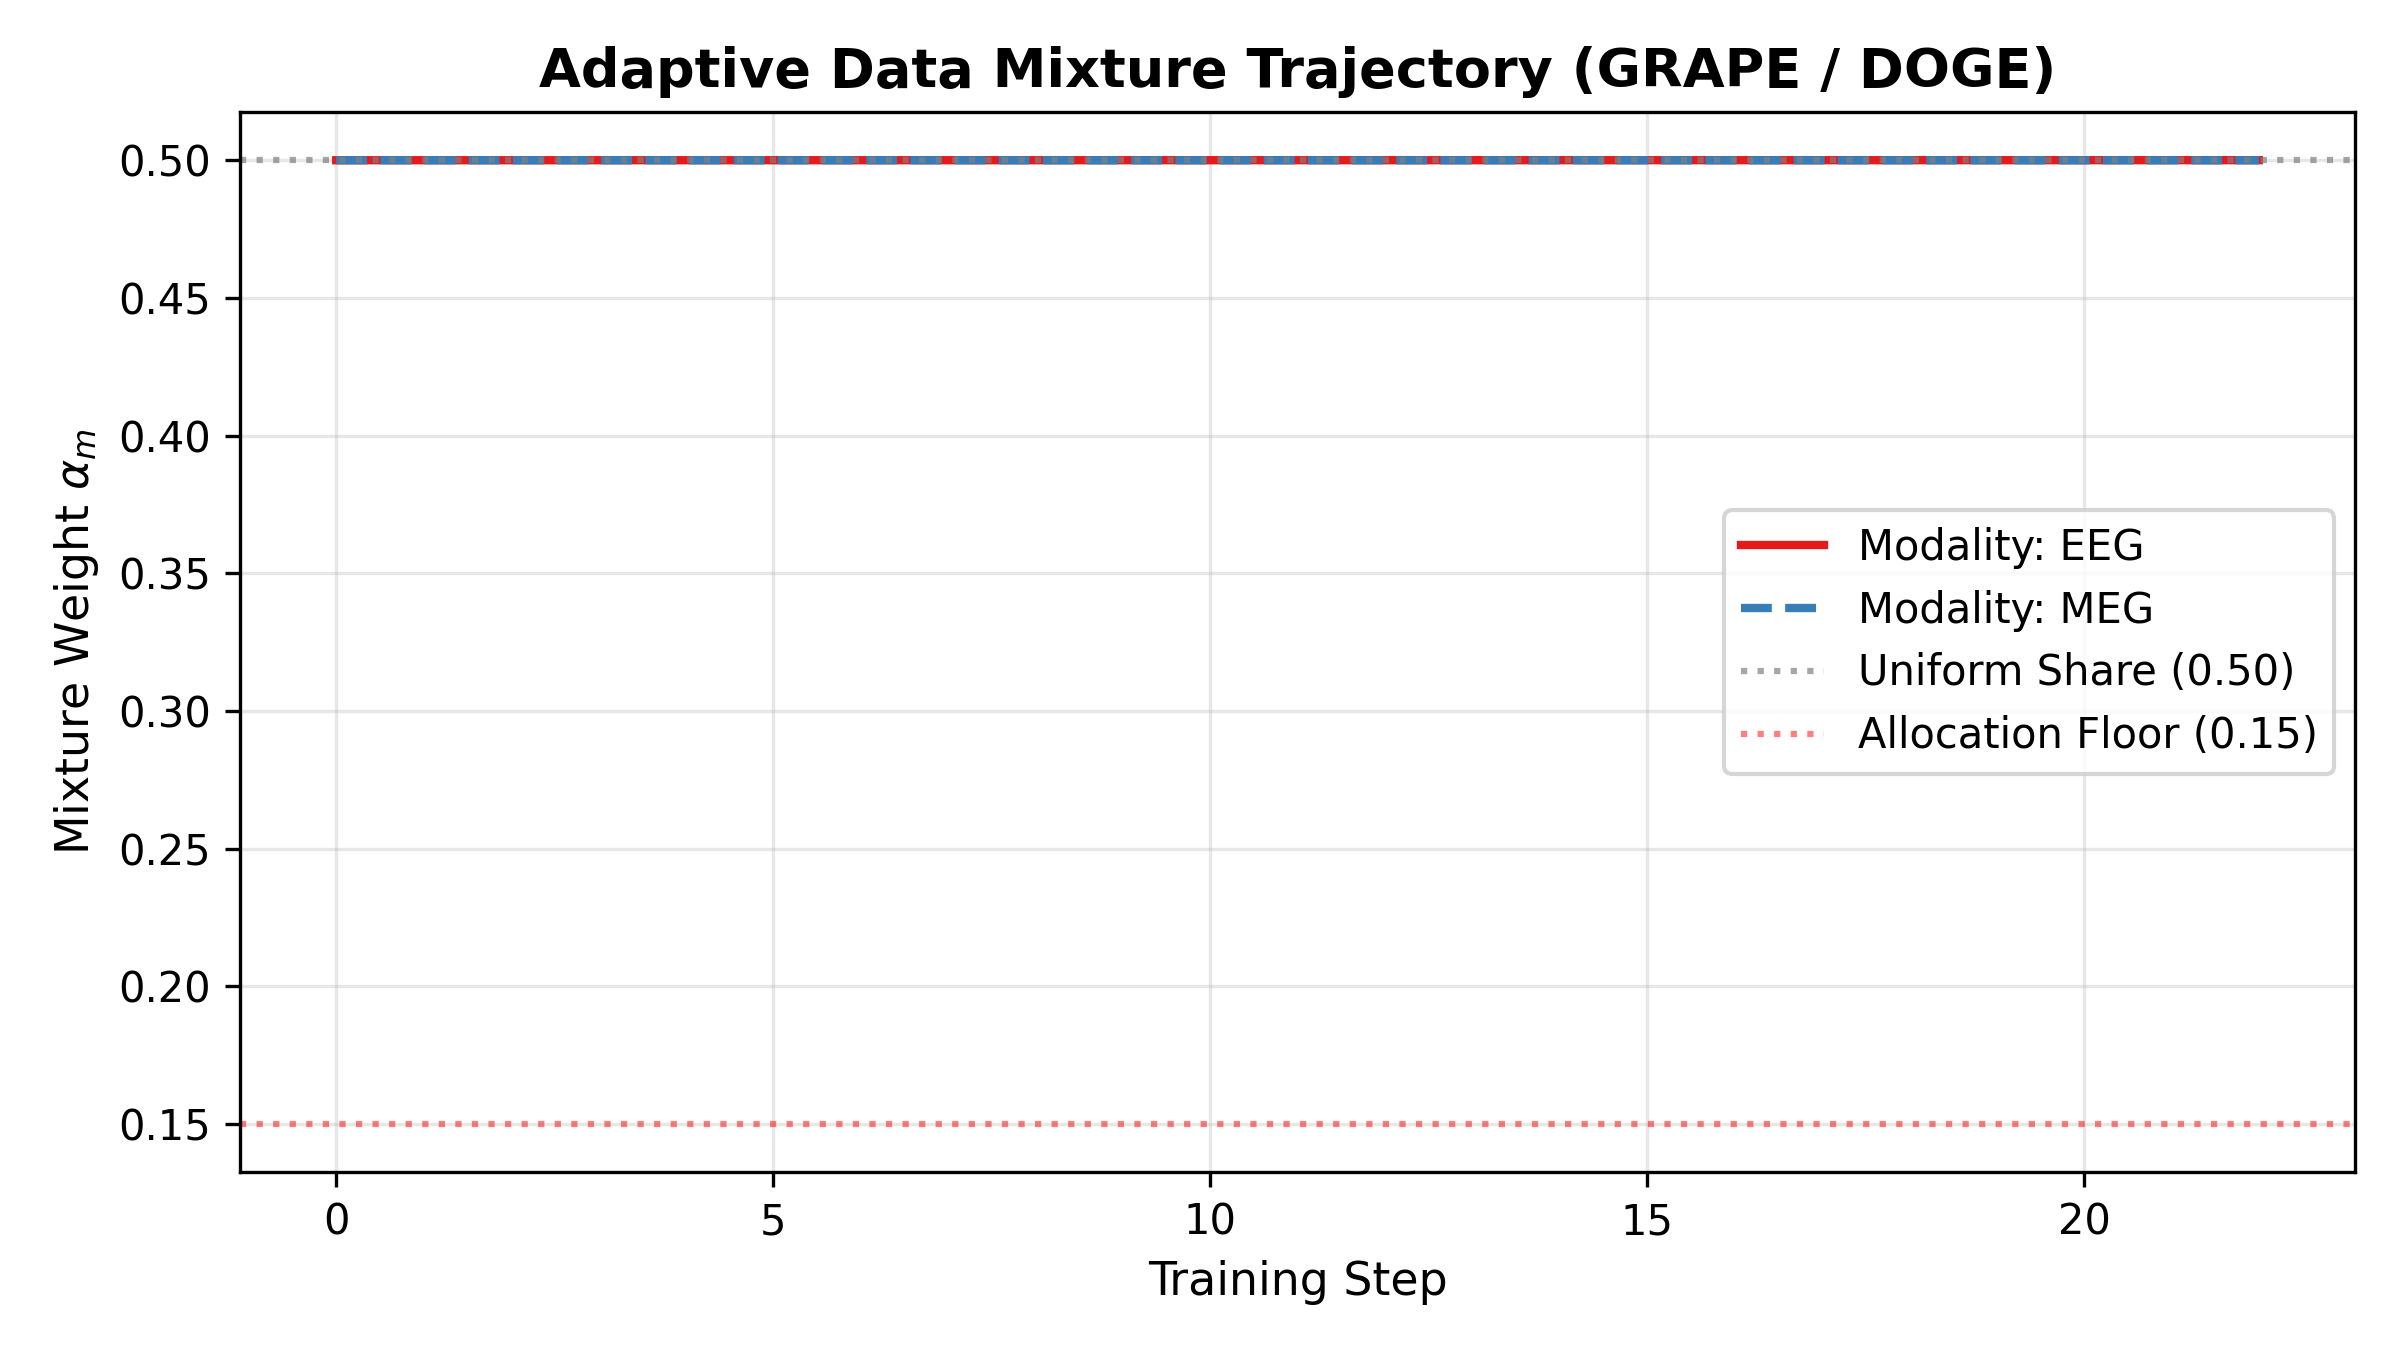 Adaptive Data Mixture Trajectory (GRAPE / DOGE)
Mixture Weight αm
0.50
0.45
0.40
0.35
0.30
0.25
0.20
0.15
Modality: EEG
Modality: MEG
Uniform Share (0.50)
Allocation Floor (0.15)
0 5 10 15 20
Training Step